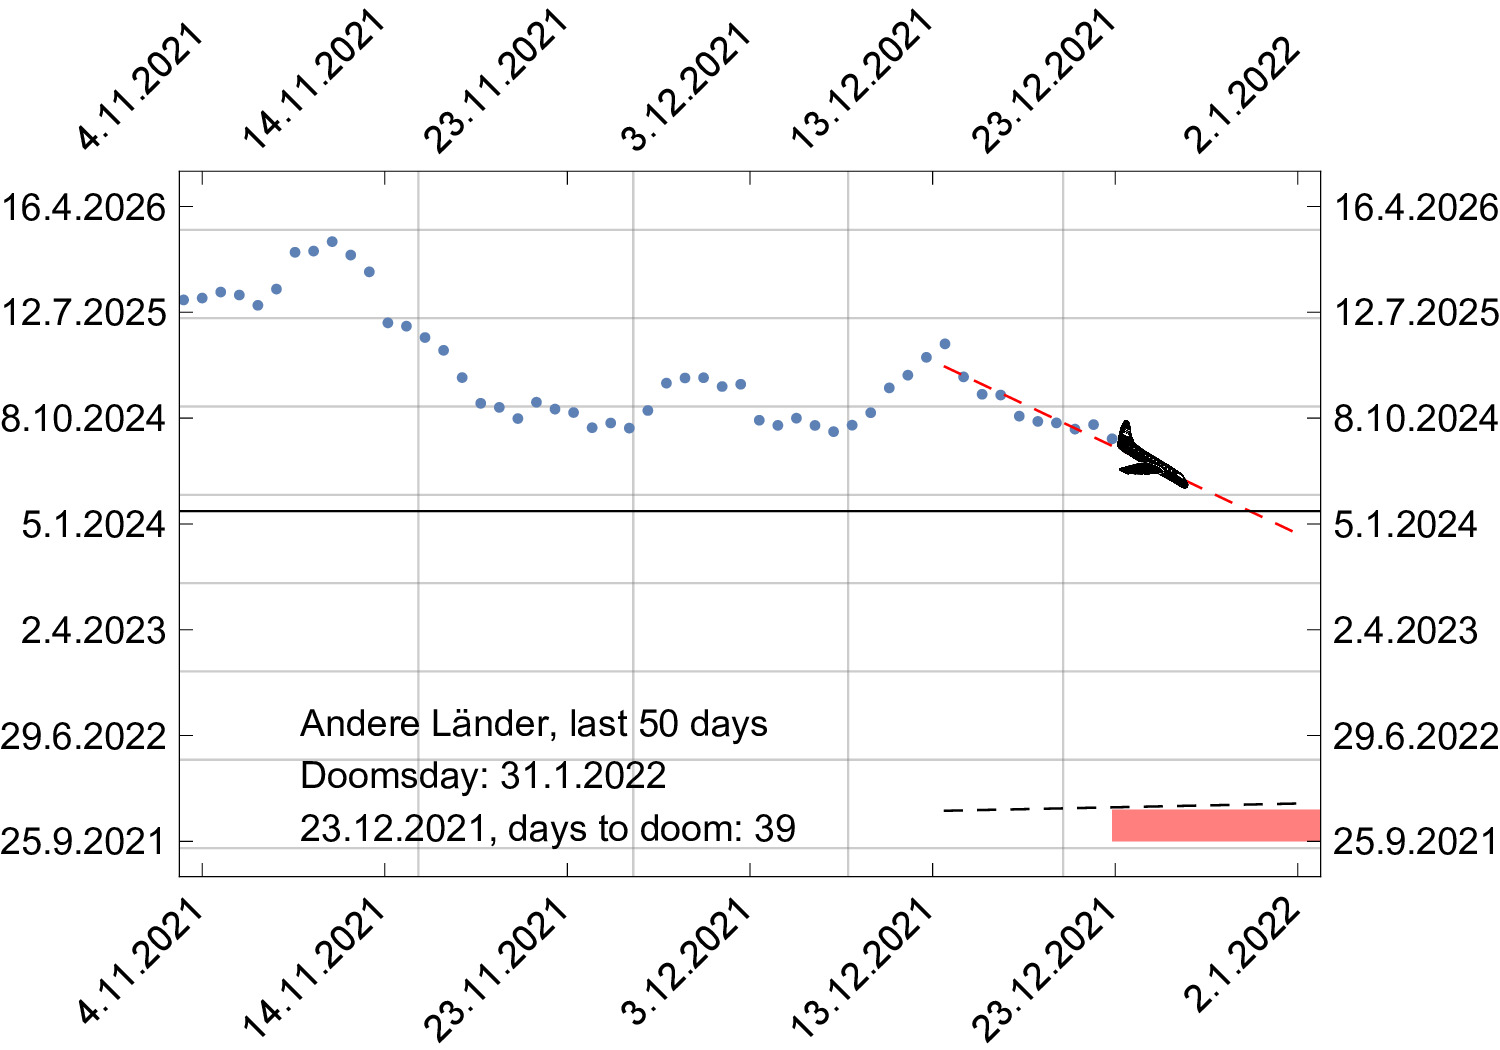 4.11.2021 14.11.2021 23.11.2021 3.12.2021 13.12.2021 23.12.2021 2.1.2022
16.4.2026 16.4.2026
12.7.2025 12.7.2025
8.10.2024 8.10.2024
5.1.2024 5.1.2024
2.4.2023 2.4.2023
Andere Länder, last 50 days
29.6.2022 29.6.2022
Doomsday: 31.1.2022
23.12.2021, days to doom: 39
25.9.2021 25.9.2021
4.11.2021 14.11.2021 23.11.2021 3.12.2021 13.12.2021 23.12.2021 2.1.2022